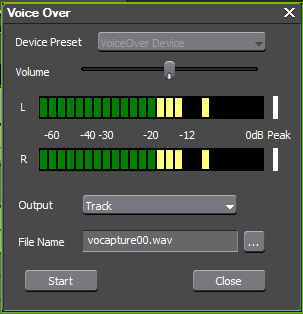 Voice Over
Device Preset VoiceOver Device
Volume
L
-60 -40 -30 -20 -12 0dB Peak
R
Output Track
File Name vocapture00.wav ...
Start Close